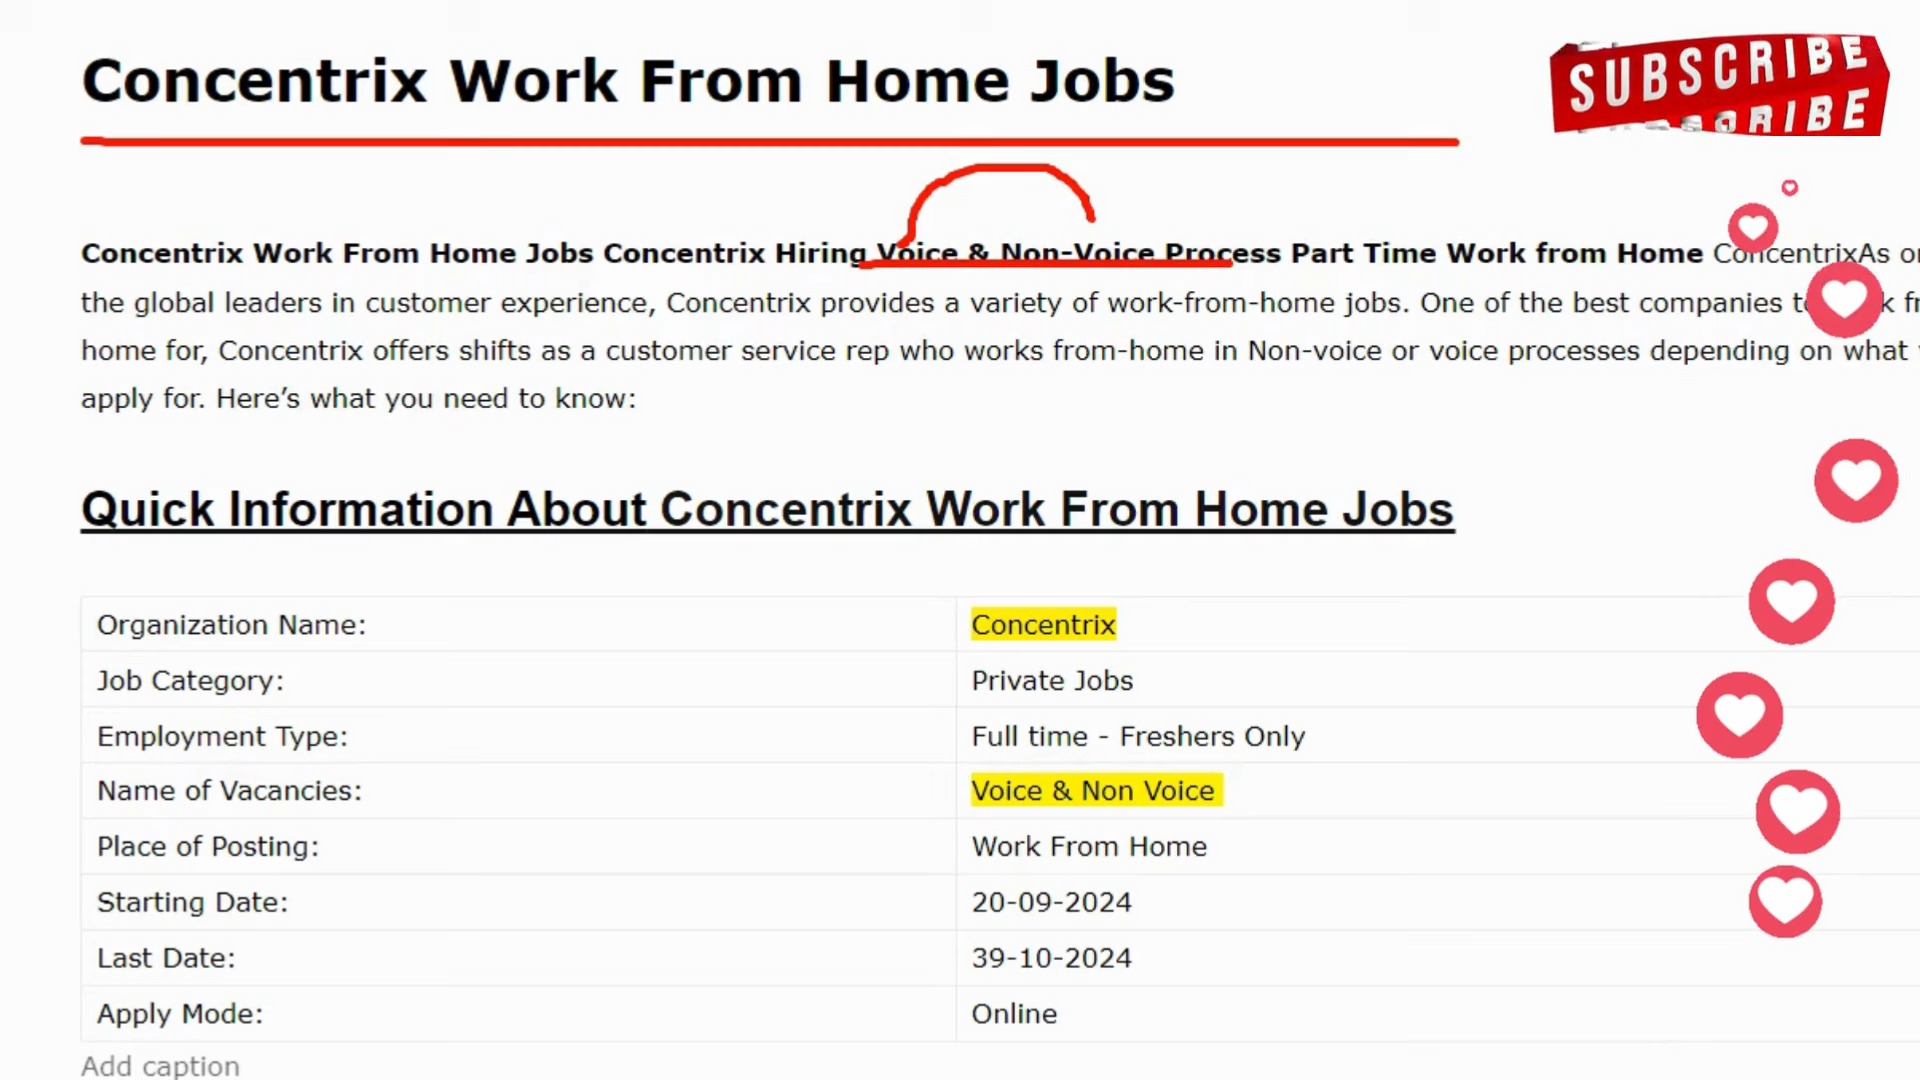 Concentrix Work From Home Jobs
SUBSCRIBE
Concentrix Work From Home Jobs Concentrix Hiring Voice & Non-Voice Process Part Time Work from Home ConcentrixAs
the global leaders in customer experience, Concentrix provides a variety of work-from-home jobs. One of the best companies
home for, Concentrix offers shifts as a customer service rep who works from-home in Non-voice or voice processes depending on what
apply for. Here’s what you need to know:
Quick Information About Concentrix Work From Home Jobs
Organization Name: Concentrix
Job Category: Private Jobs
Employment Type: Full time - Freshers Only
Name of Vacancies: Voice & Non Voice
Place of Posting: Work From Home
Starting Date: 20-09-2024
Last Date: 39-10-2024
Apply Mode: Online
Add caption